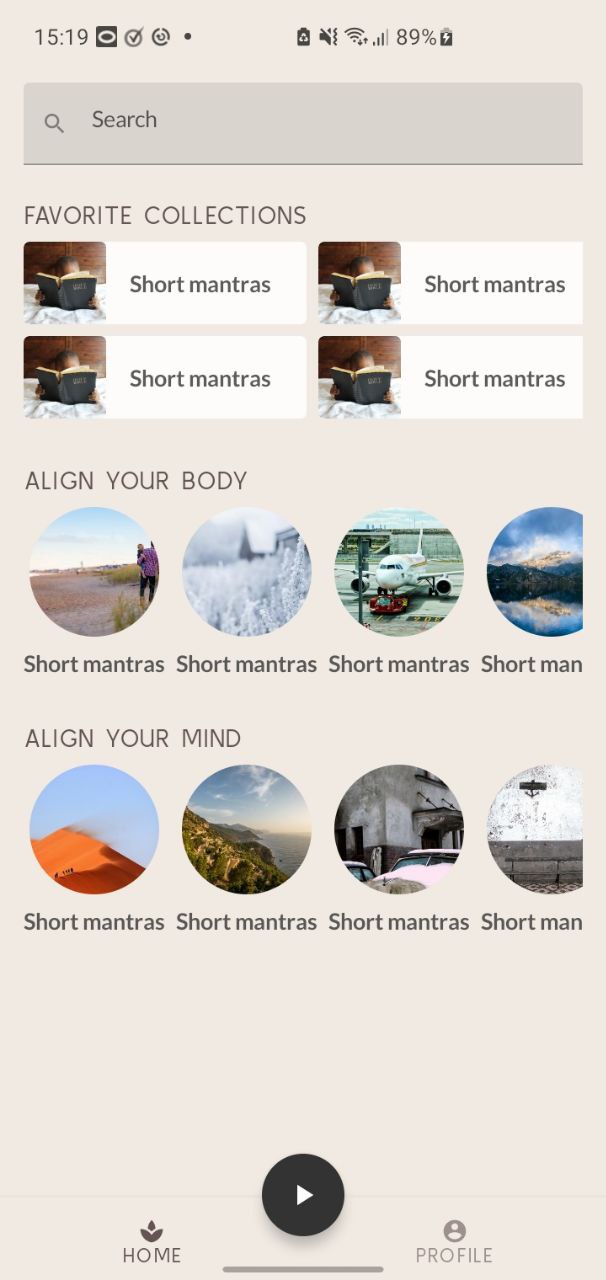 15:19
89%
Search
FAVORITE COLLECTIONS
Short mantras
Short mantras
Short mantras
Short mantras
ALIGN YOUR BODY
Short mantras
Short mantras
Short mantras
Short man
ALIGN YOUR MIND
Short mantras
Short mantras
Short mantras
Short man
HOME
PROFILE